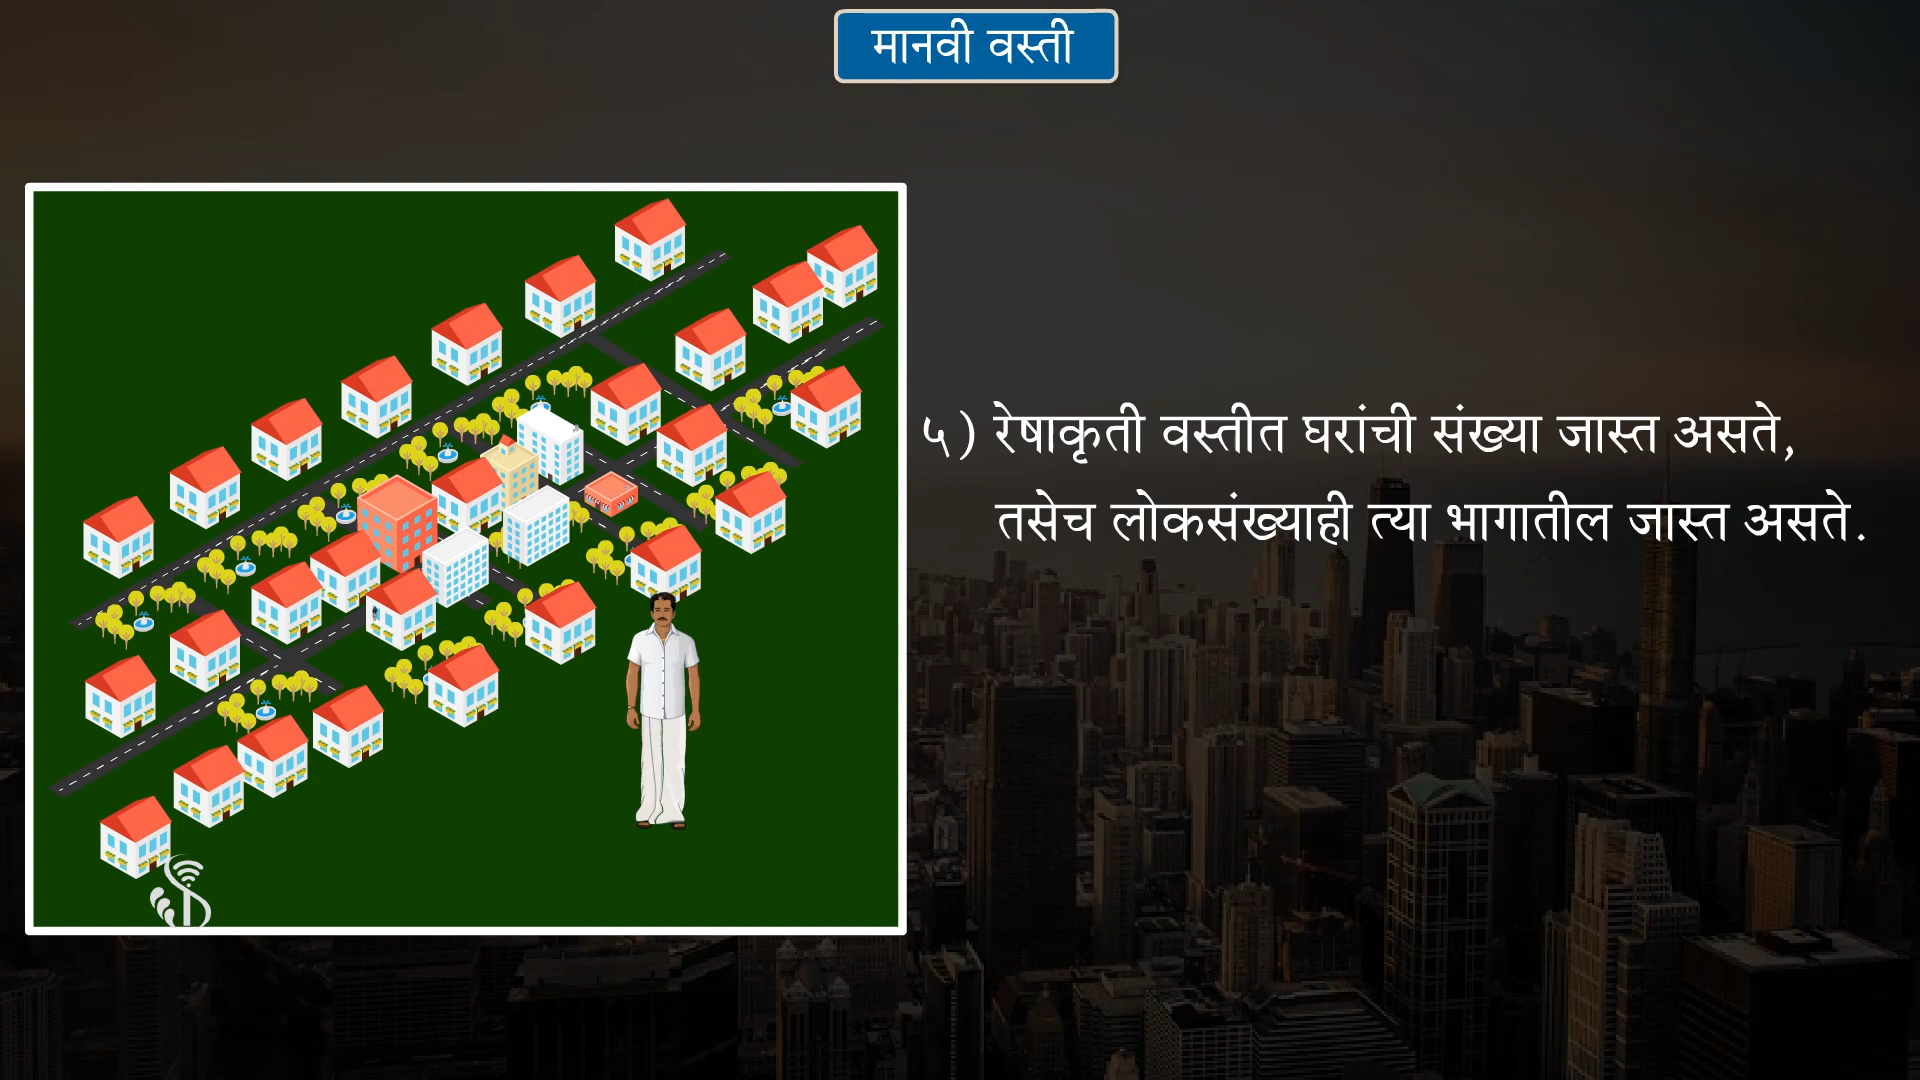 मानवी वस्ती
५) रेषाकृती वस्तीत घरांची संख्या जास्त असते,
तसेच लोकसंख्याही त्या भागातील जास्त असते.